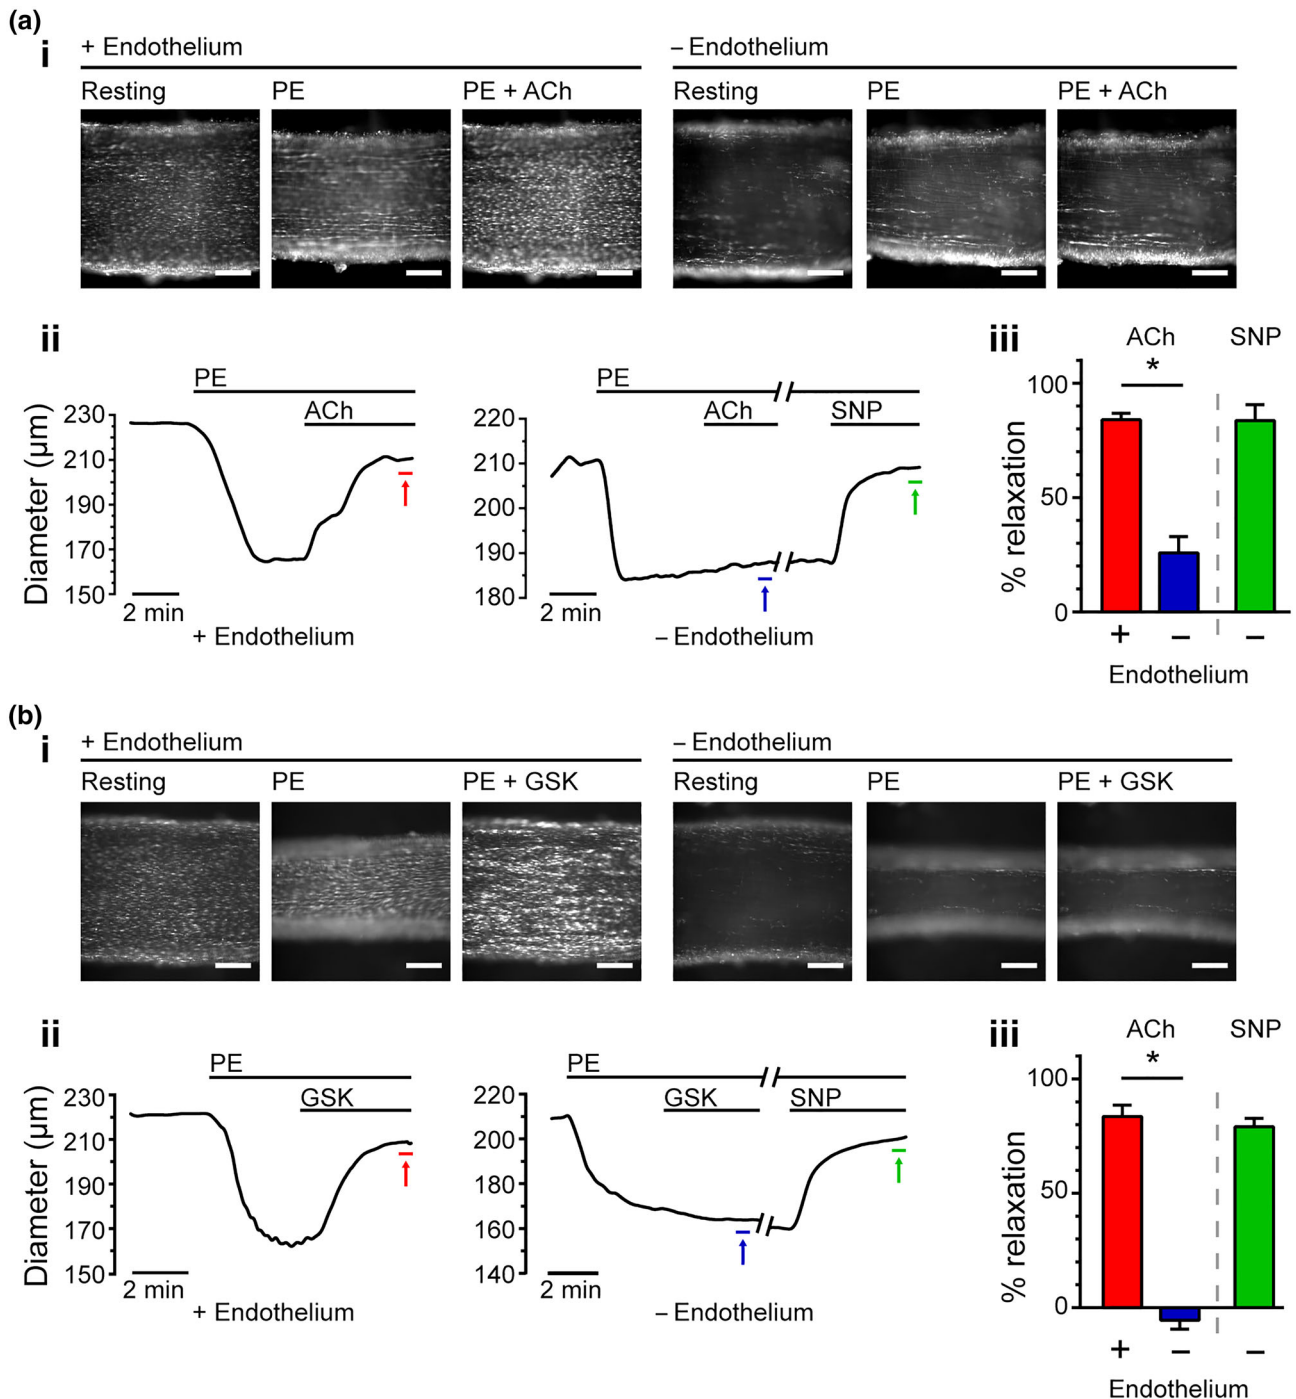 (a)
i
+ Endothelium
– Endothelium
Resting
PE
PE + ACh
Resting
PE
PE + ACh
ii
PE
ACh
Diameter (µm)
230
210
190
170
150
2 min
+ Endothelium
PE
ACh
SNP
220
210
200
190
180
2 min
– Endothelium
iii
ACh
SNP
*
% relaxation
100
50
0
+
–
–
Endothelium
(b)
i
+ Endothelium
– Endothelium
Resting
PE
PE + GSK
Resting
PE
PE + GSK
ii
PE
GSK
Diameter (µm)
230
210
190
170
150
2 min
+ Endothelium
PE
GSK
SNP
220
200
180
160
140
2 min
– Endothelium
iii
ACh
SNP
*
% relaxation
100
50
0
+
–
–
Endothelium